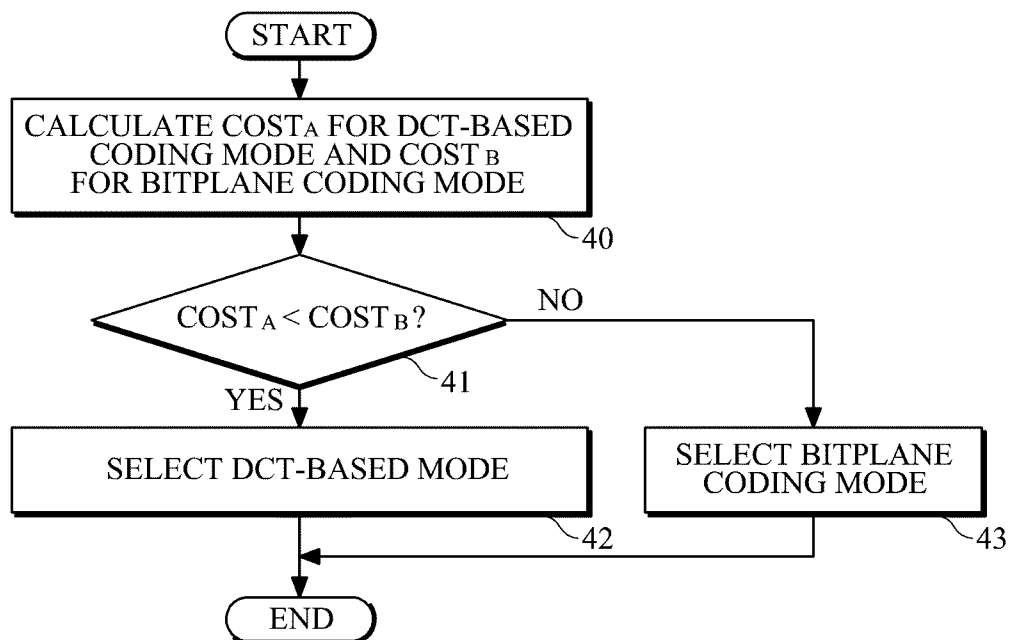 START
CALCULATE COSTA FOR DCT-BASED
CODING MODE AND COST B
FOR BITPLANE CODING MODE
40
COST A < COST B?
NO
41
YES
SELECT DCT-BASED MODE
SELECT BITPLANE
CODING MODE
42
43
END